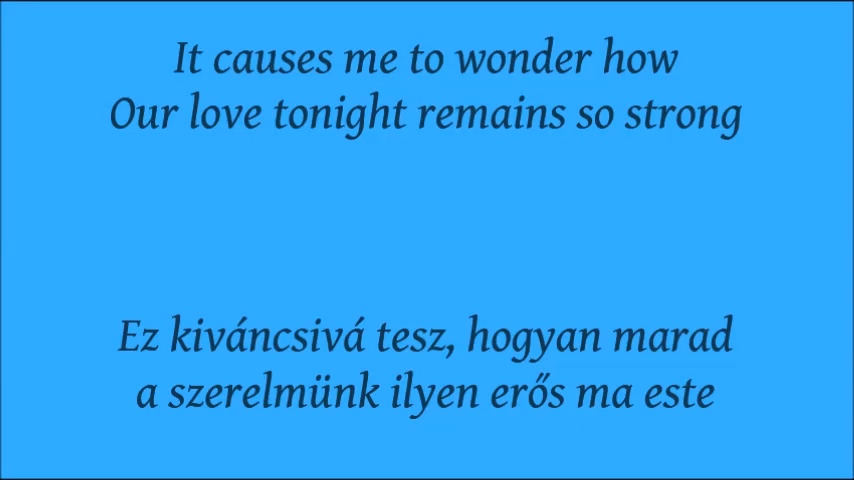 It causes me to wonder how
Our love tonight remains so strong
Ez kiváncsivá tesz, hogyan marad
a szerelmünk ilyen erős ma este